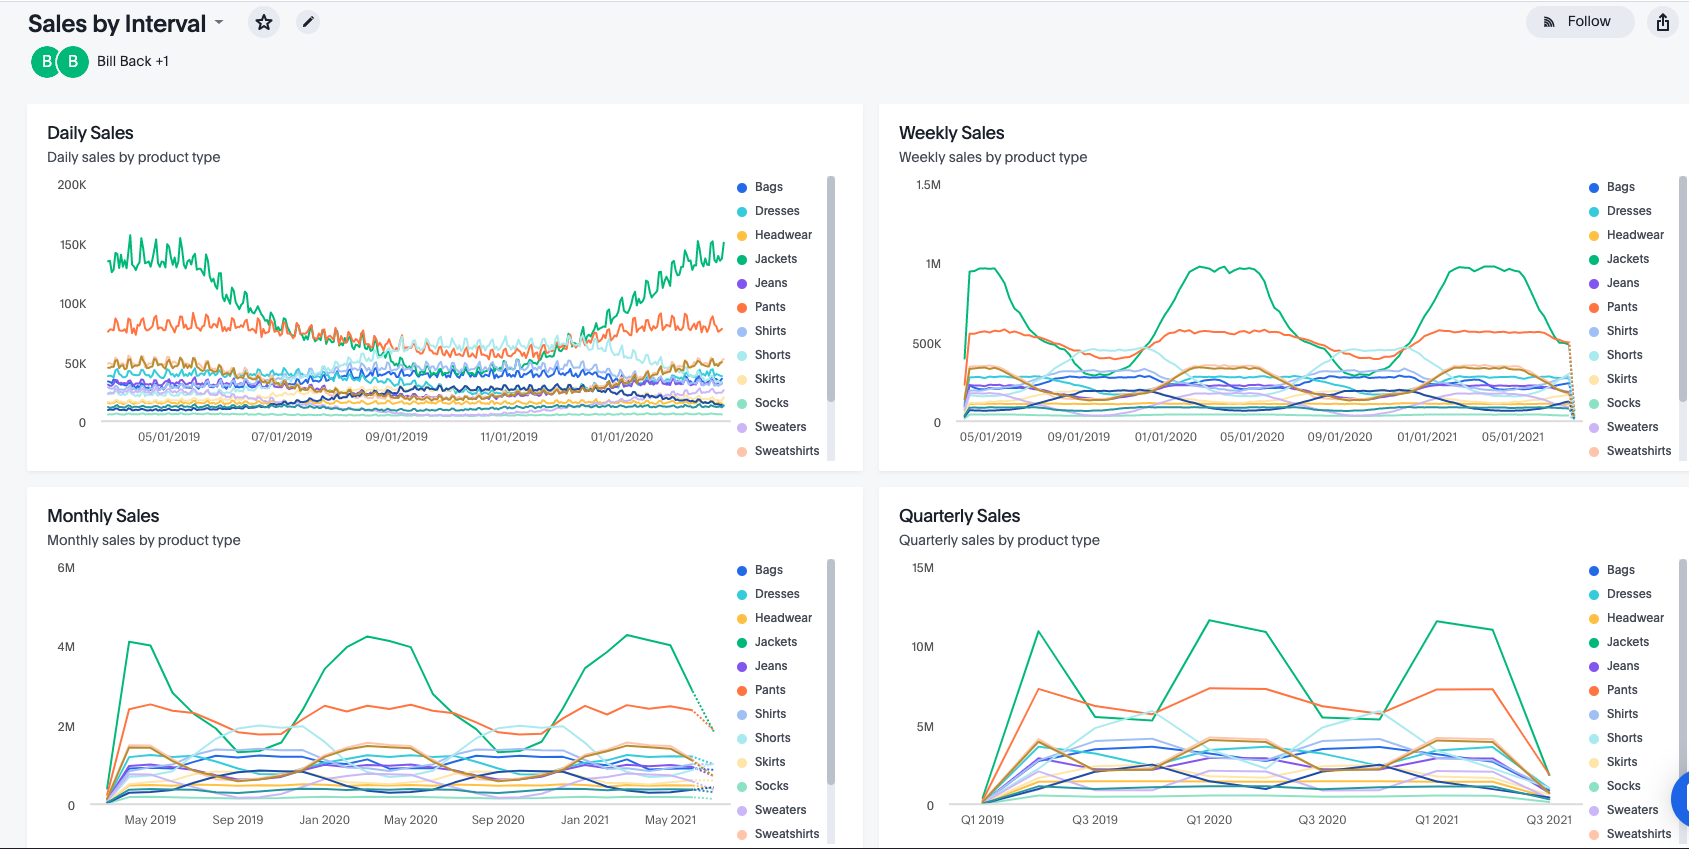 Sales by Interval
Follow
B B Bill Back +1
Daily Sales
Daily sales by product type
200K
150K
100K
50K
0
05/01/2019 07/01/2019 09/01/2019 11/01/2019 01/01/2020
Bags
Dresses
Headwear
Jackets
Jeans
Pants
Shirts
Shorts
Skirts
Socks
Sweaters
Sweatshirts
Weekly Sales
Weekly sales by product type
1.5M
1M
500K
0
05/01/2019 09/01/2019 01/01/2020 05/01/2020 09/01/2020 01/01/2021 05/01/2021
Bags
Dresses
Headwear
Jackets
Jeans
Pants
Shirts
Shorts
Skirts
Socks
Sweaters
Sweatshirts
Monthly Sales
Monthly sales by product type
6M
4M
2M
0
May 2019 Sep 2019 Jan 2020 May 2020 Sep 2020 Jan 2021 May 2021
Bags
Dresses
Headwear
Jackets
Jeans
Pants
Shirts
Shorts
Skirts
Socks
Sweaters
Sweatshirts
Quarterly Sales
Quarterly sales by product type
15M
10M
5M
0
Q1 2019 Q3 2019 Q1 2020 Q3 2020 Q1 2021 Q3 2021
Bags
Dresses
Headwear
Jackets
Jeans
Pants
Shirts
Shorts
Skirts
Socks
Sweaters
Sweatshirts